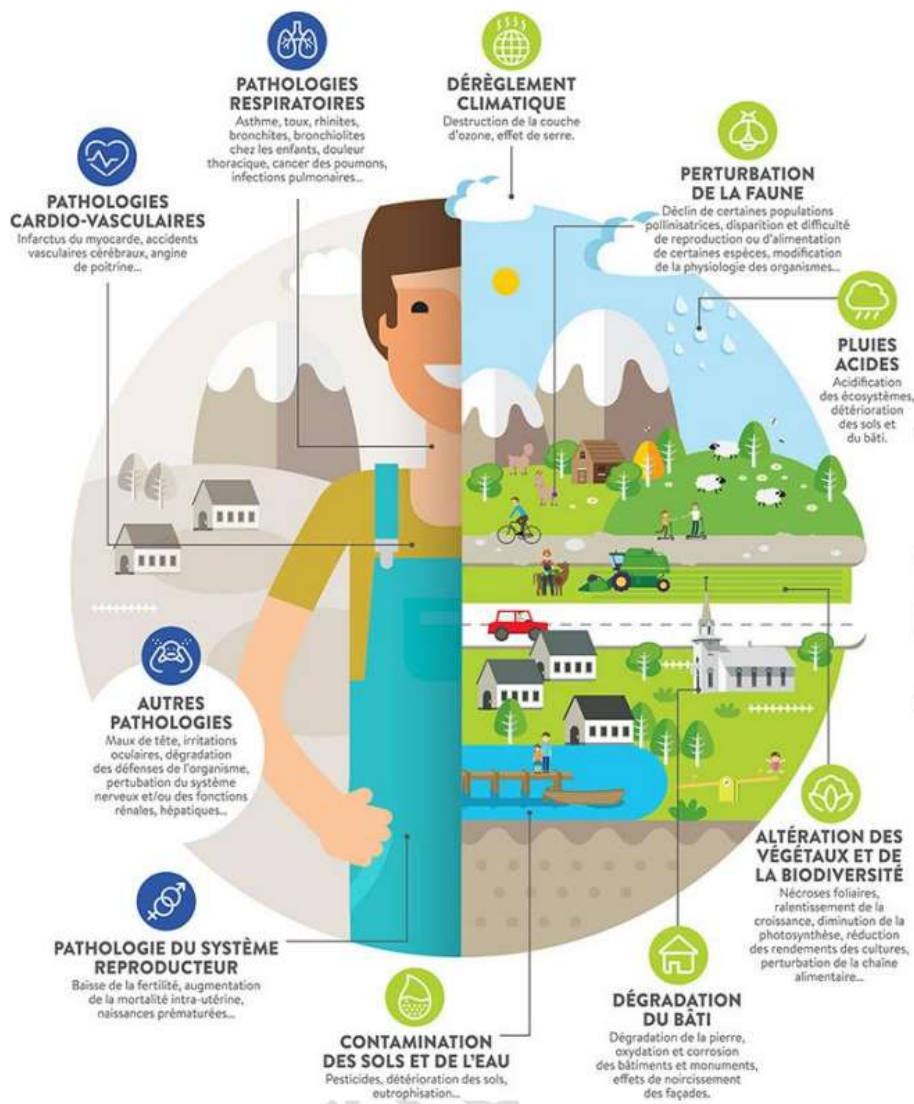 PATHOLOGIES
RESPIRATOIRES
Asthme, toux, rhinites,
bronchites, bronchiolites
chez les enfants, douleur
thoracique, cancer des poumons,
infections pulmonaires...
DÉRÈGLEMENT
CLIMATIQUE
Destruction de la couche
d'ozone, effet de serre.
PATHOLOGIES
CARDIO-VASCULAIRES
Infarctus du myocarde, accidents
vasculaires cérébraux, angine
de poitrine...
PERTURBATION
DE LA FAUNE
Déclin de certaines populations
pollinisatrices, disparition et difficulté
de reproduction ou d'alimentation
de certaines espèces, modification
de la physiologie des organismes...
PLUIES
ACIDES
Acidification
des écosystèmes,
détérioration
des sols et
du bâti.
AUTRES
PATHOLOGIES
Maux de tête, irritations
oculaires, dégradation
des défenses de l'organisme,
pertubation du système
nerveux et/ou des fonctions
rénales, hépatiques...
ALTÉRATION DES
VÉGÉTAUX ET DE
LA BIODIVERSITÉ
Nécroses foliaires,
ralentissement de la
croissance, diminution de la
photosynthèse, réduction
des rendements des cultures,
perturbation de la chaîne
alimentaire...
PATHOLOGIE DU SYSTÈME
REPRODUCTEUR
Baisse de la fertilité, augmentation
de la mortalité intra-utérine,
naissances prématurées...
DÉGRADATION
DU BÂTI
Dégradation de la pierre,
oxydation et corrosion
des bâtiments et monuments,
effets de noircissement
des façades.
CONTAMINATION
DES SOLS ET DE L'EAU
Pesticides, détérioration des sols,
eutrophisation...